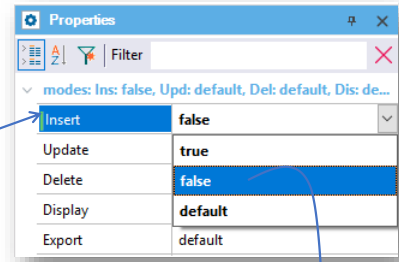 Properties
Filter
modes: Ins: false, Upd: default, Del: default, Dis: de...
Insert false
Update true
Delete false
Display default
Export default